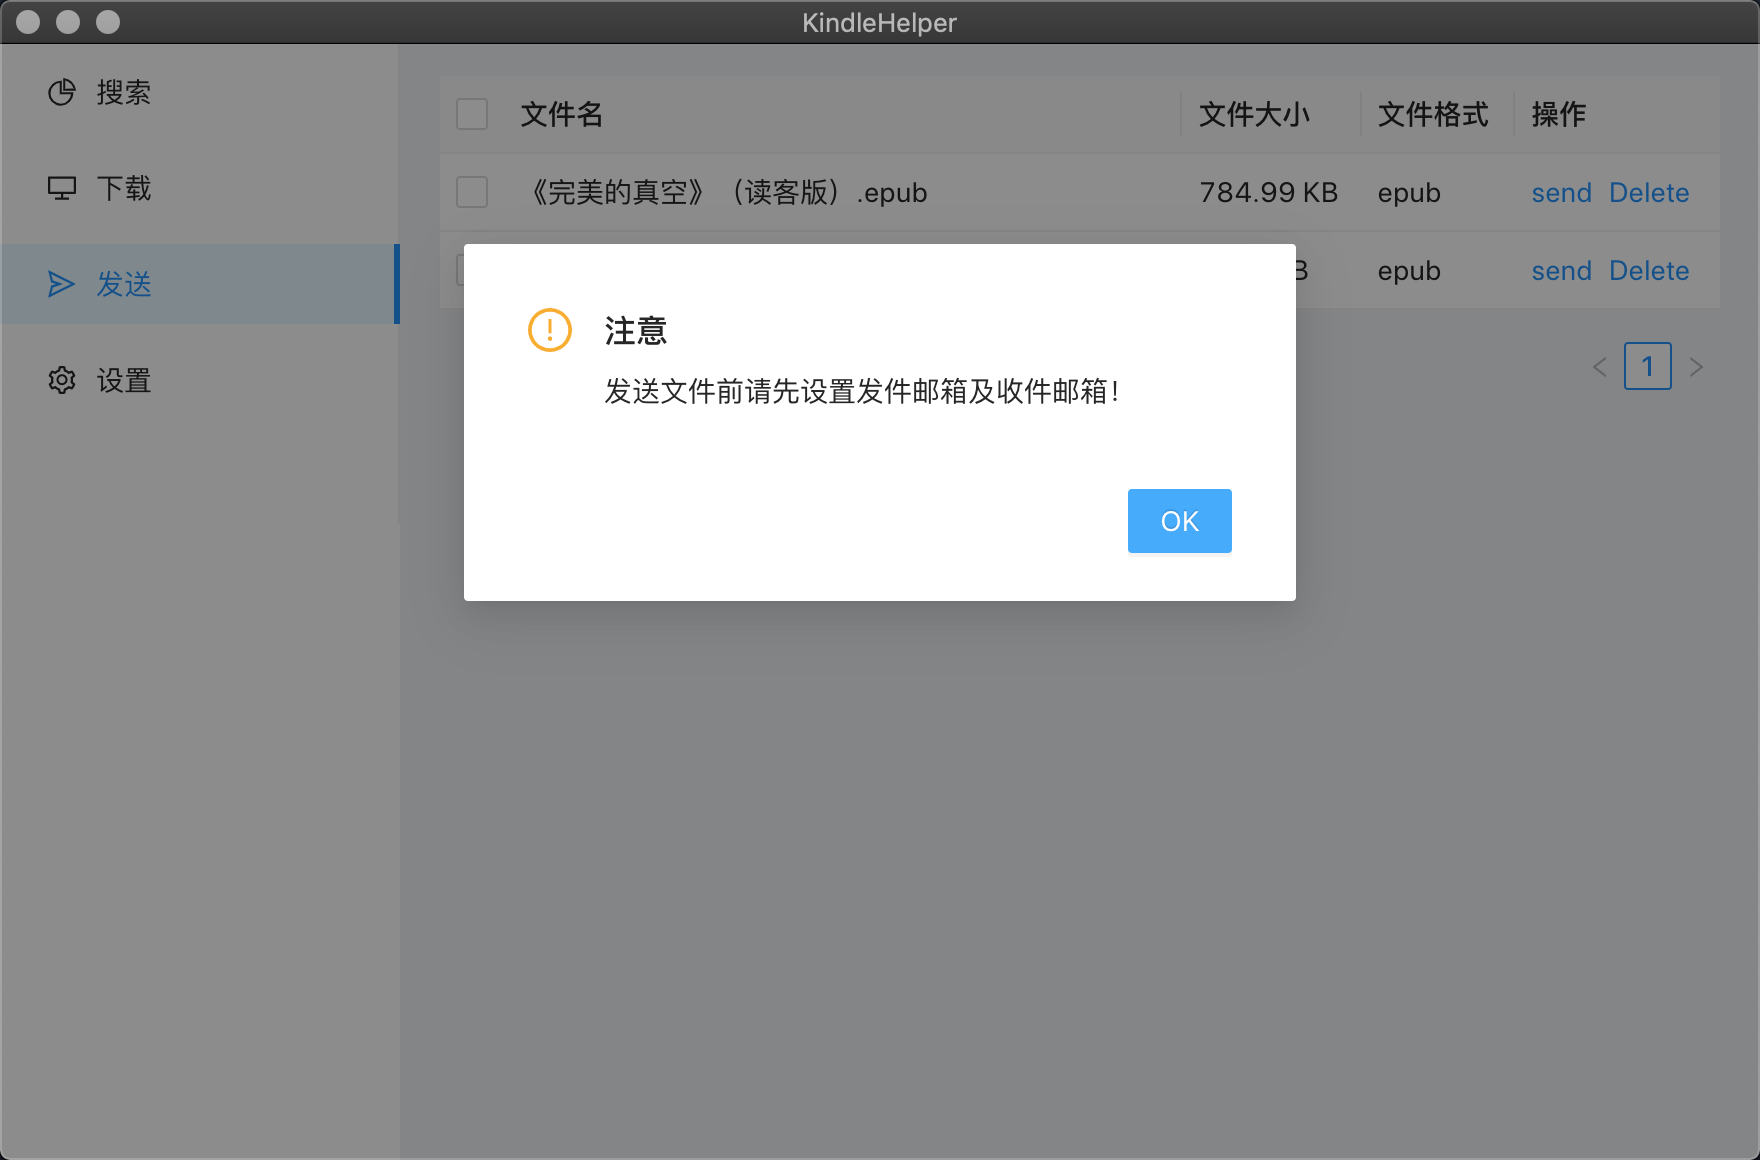 KindleHelper
搜索
下载
发送
设置
文件名 文件大小 文件格式 操作
《完美的真空》（读客版）.epub 784.99 KB epub send Delete
B epub send Delete
注意
发送文件前请先设置发件邮箱及收件邮箱！
OK
1